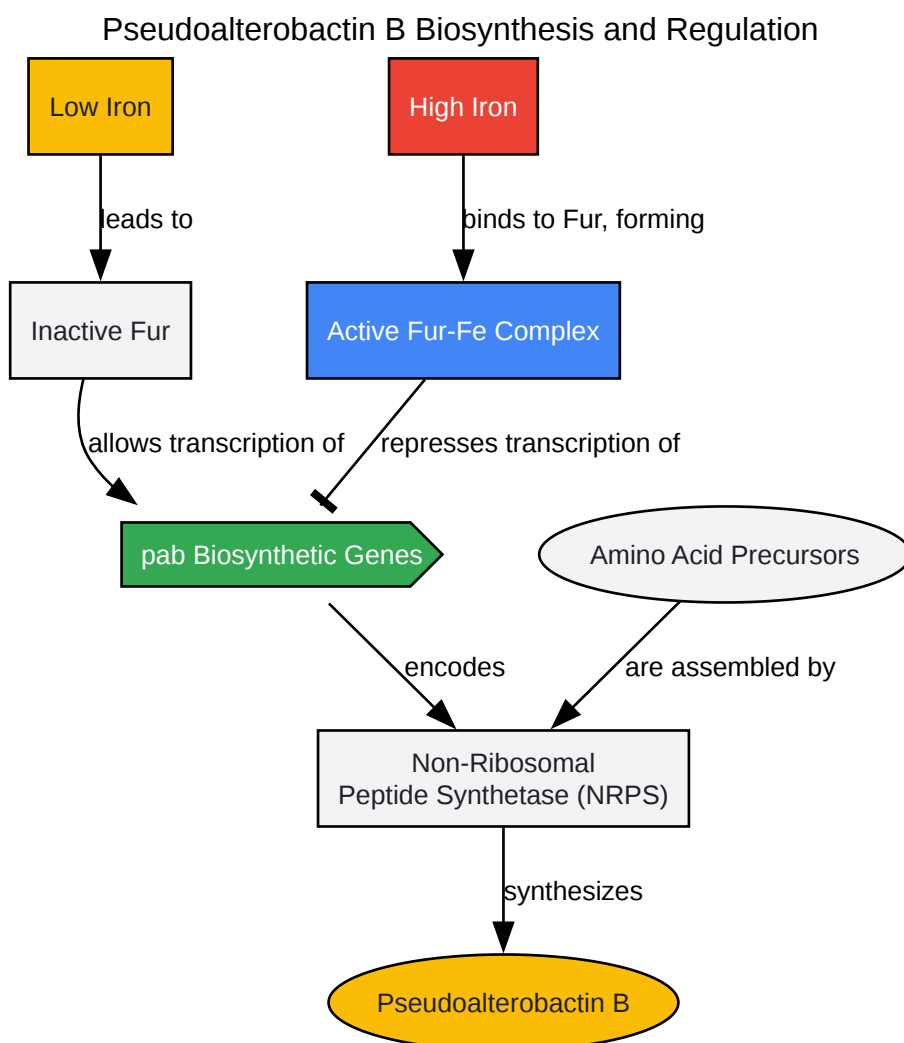 Pseudoalterobactin B Biosynthesis and Regulation
Low Iron
High Iron
leads to
binds to Fur, forming
Inactive Fur
Active Fur-Fe Complex
allows transcription of
represses transcription of
pab Biosynthetic Genes
Amino Acid Precursors
encodes
are assembled by
Non-Ribosomal
Peptide Synthetase (NRPS)
synthesizes
Pseudoalterobactin B